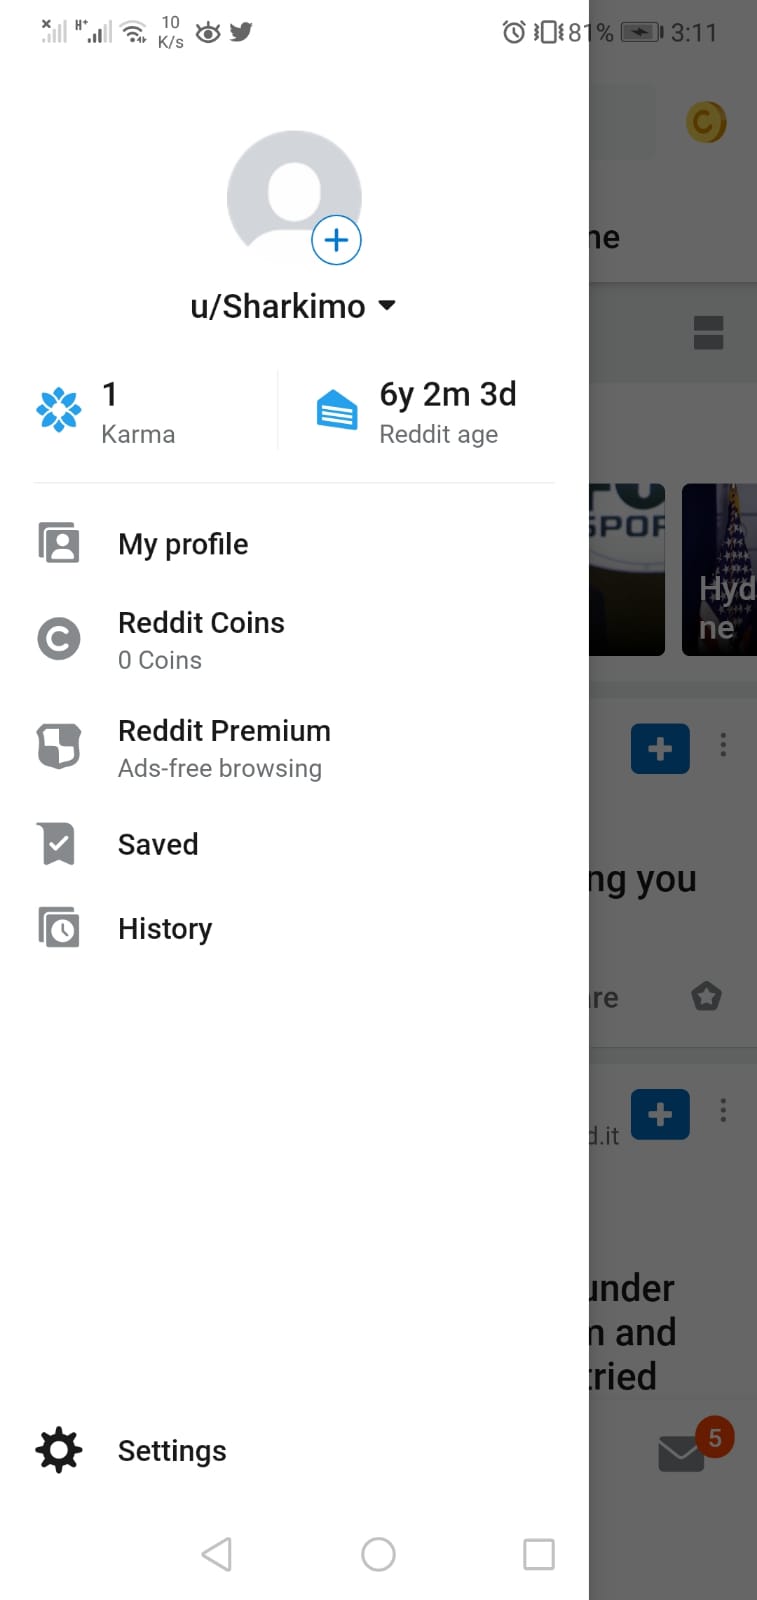 H+ 10 K/s 81% 3:11
ne
u/Sharkimo
1
Karma
6y 2m 3d
Reddit age
SPOR
Hyd
ne
My profile
Reddit Coins
0 Coins
Reddit Premium
Ads-free browsing
Saved
ng you
History
re
d.it
under
n and
tried
5
Settings